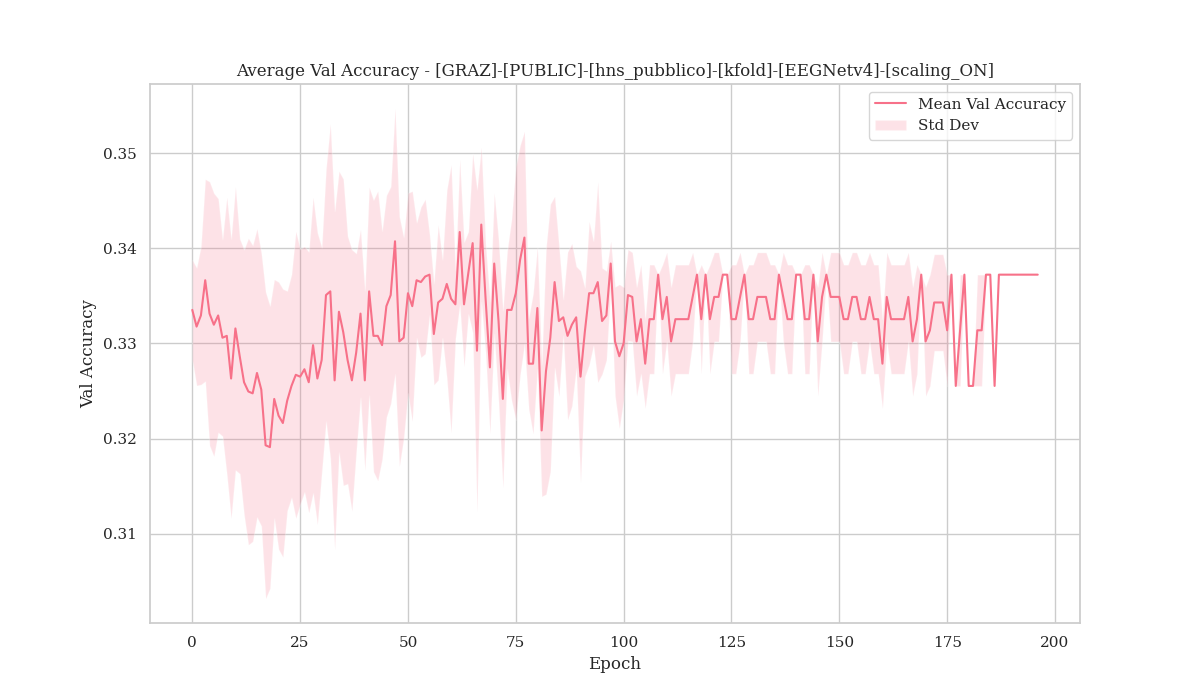 Average Val Accuracy - [GRAZ]-[PUBLIC]-[hns_pubblico]-[kfold]-[EEGNetv4]-[scaling_ON]
Mean Val Accuracy
Std Dev
0.35
0.34
0.33
0.32
0.31
Val Accuracy
0 25 50 75 100 125 150 175 200
Epoch